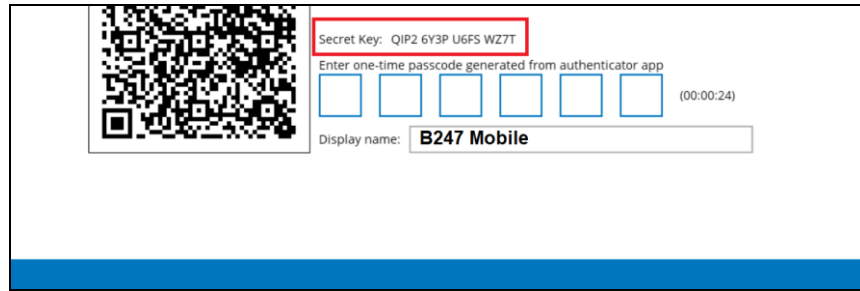 Secret Key: QIP2 6Y3P U6FS WZ7T
Enter one-time passcode generated from authenticator app
(00:00:24)
Display name: B247 Mobile